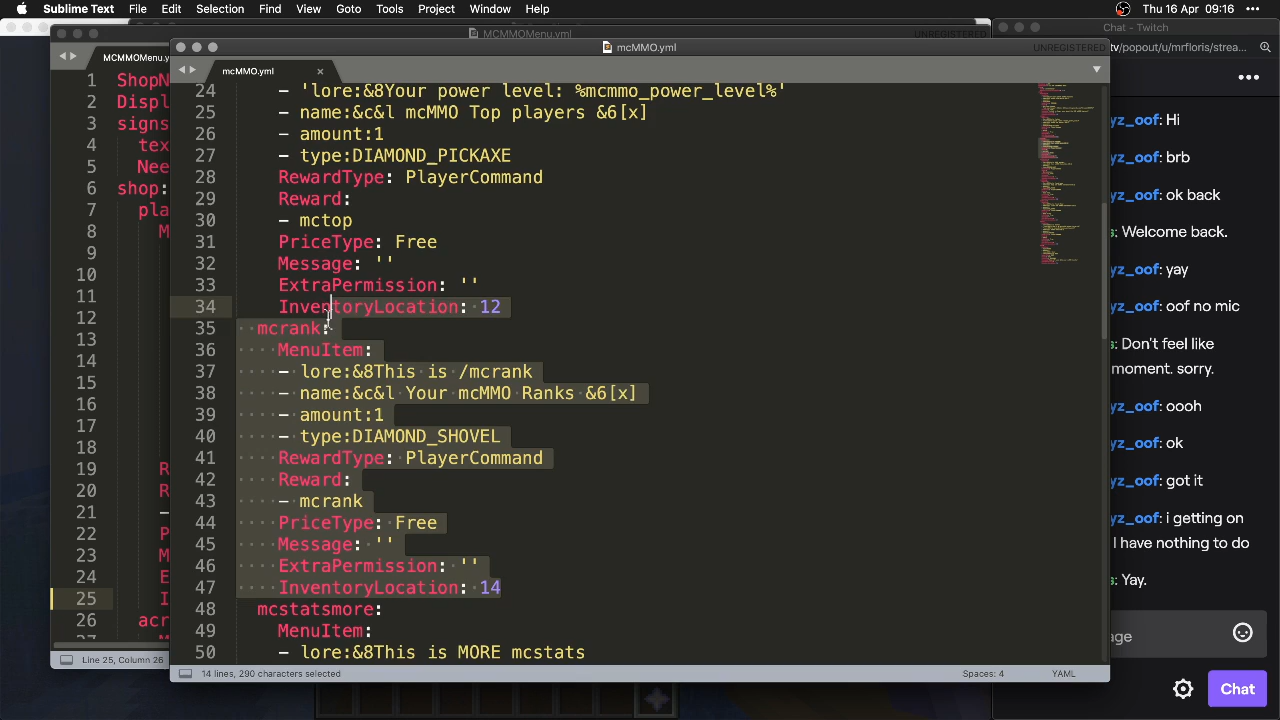 Sublime Text File Edit Selection Find View Goto Tools Project Window Help
Thu 16 Apr 09:16
MCMMOMenu.yml
UNREGISTERED
MCMMOMenu.y
1 ShopN
2 Displ
3 signs
4 tex
5 Nee
6 shop:
7 pla
8 M
9
10
11
12
13
14
15
16
17
18
19 R
20 R
21 -
22 P
23 M
24 E
25 I
26 acr
27 M
Line 25, Column 26
mcMMO.yml
UNREGISTERED
mcMMO.yml
24 - 'lore:&8Your power level: %mcmmo_power_level%'
25 - name:&c&l mcMMO Top Players &6[x]
26 - amount:1
27 - type:DIAMOND_PICKAXE
28 RewardType: PlayerCommand
29 Reward:
30 - mctop
31 PriceType: Free
32 Message: ''
33 ExtraPermission: ''
34 InventoryLocation: 12
35 mcrank:
36 MenuItem:
37 - lore:&8This is /mcrank
38 - name:&c&l Your mcMMO Ranks &6[x]
39 - amount:1
40 - type:DIAMOND_SHOVEL
41 RewardType: PlayerCommand
42 Reward:
43 - mcrank
44 PriceType: Free
45 Message: ''
46 ExtraPermission: ''
47 InventoryLocation: 14
48 mcstatsmore:
49 MenuItem:
50 - lore:&8This is MORE mcstats
14 lines, 290 characters selected
Spaces: 4
YAML
Chat - Twitch
tv/popout/u/mrfloris/strea...
yz_oof: Hi
yz_oof: brb
yz_oof: ok back
s: Welcome back.
yz_oof: yay
yz_oof: oof no mic
s: Don't feel like
moment. sorry.
yz_oof: oooh
yz_oof: ok
yz_oof: got it
yz_oof: i getting on
I have nothing to do
s: Yay.
age
Chat